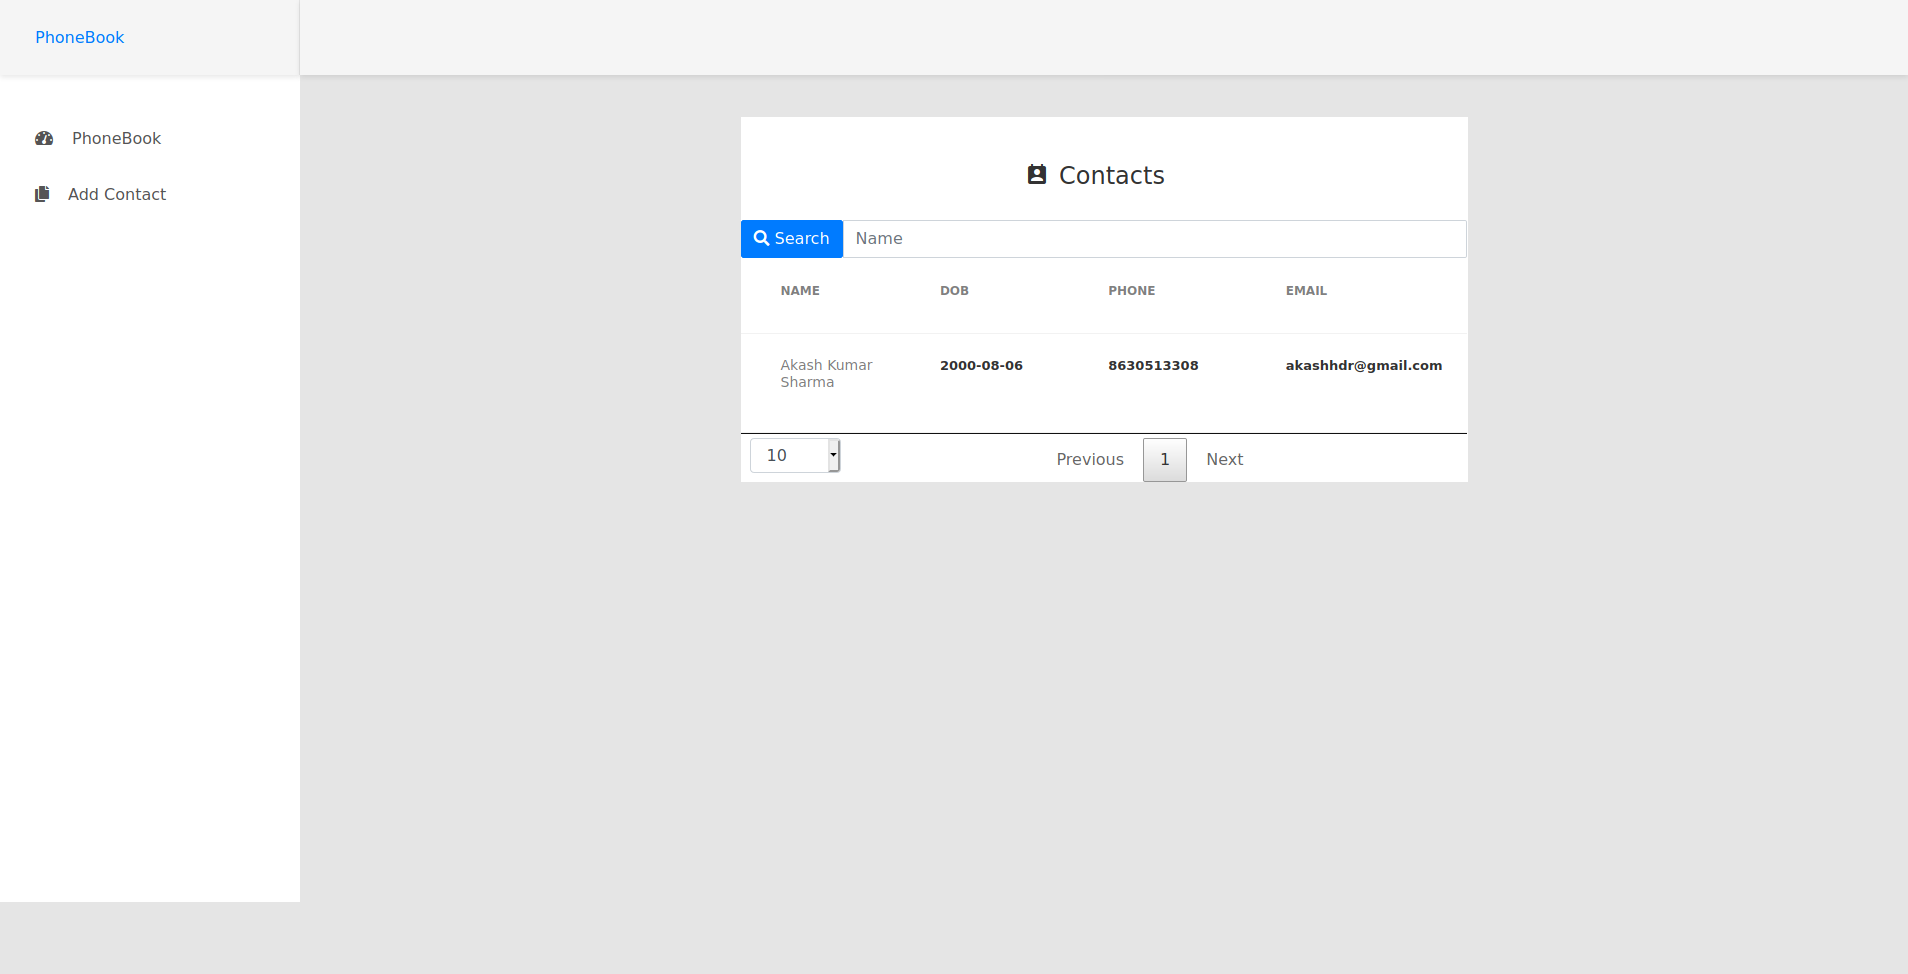 PhoneBook
PhoneBook
Add Contact
Contacts
Search Name
NAME DOB PHONE EMAIL
Akash Kumar 2000-08-06 8630513308 akashhdr@gmail.com
Sharma
10 Previous 1 Next